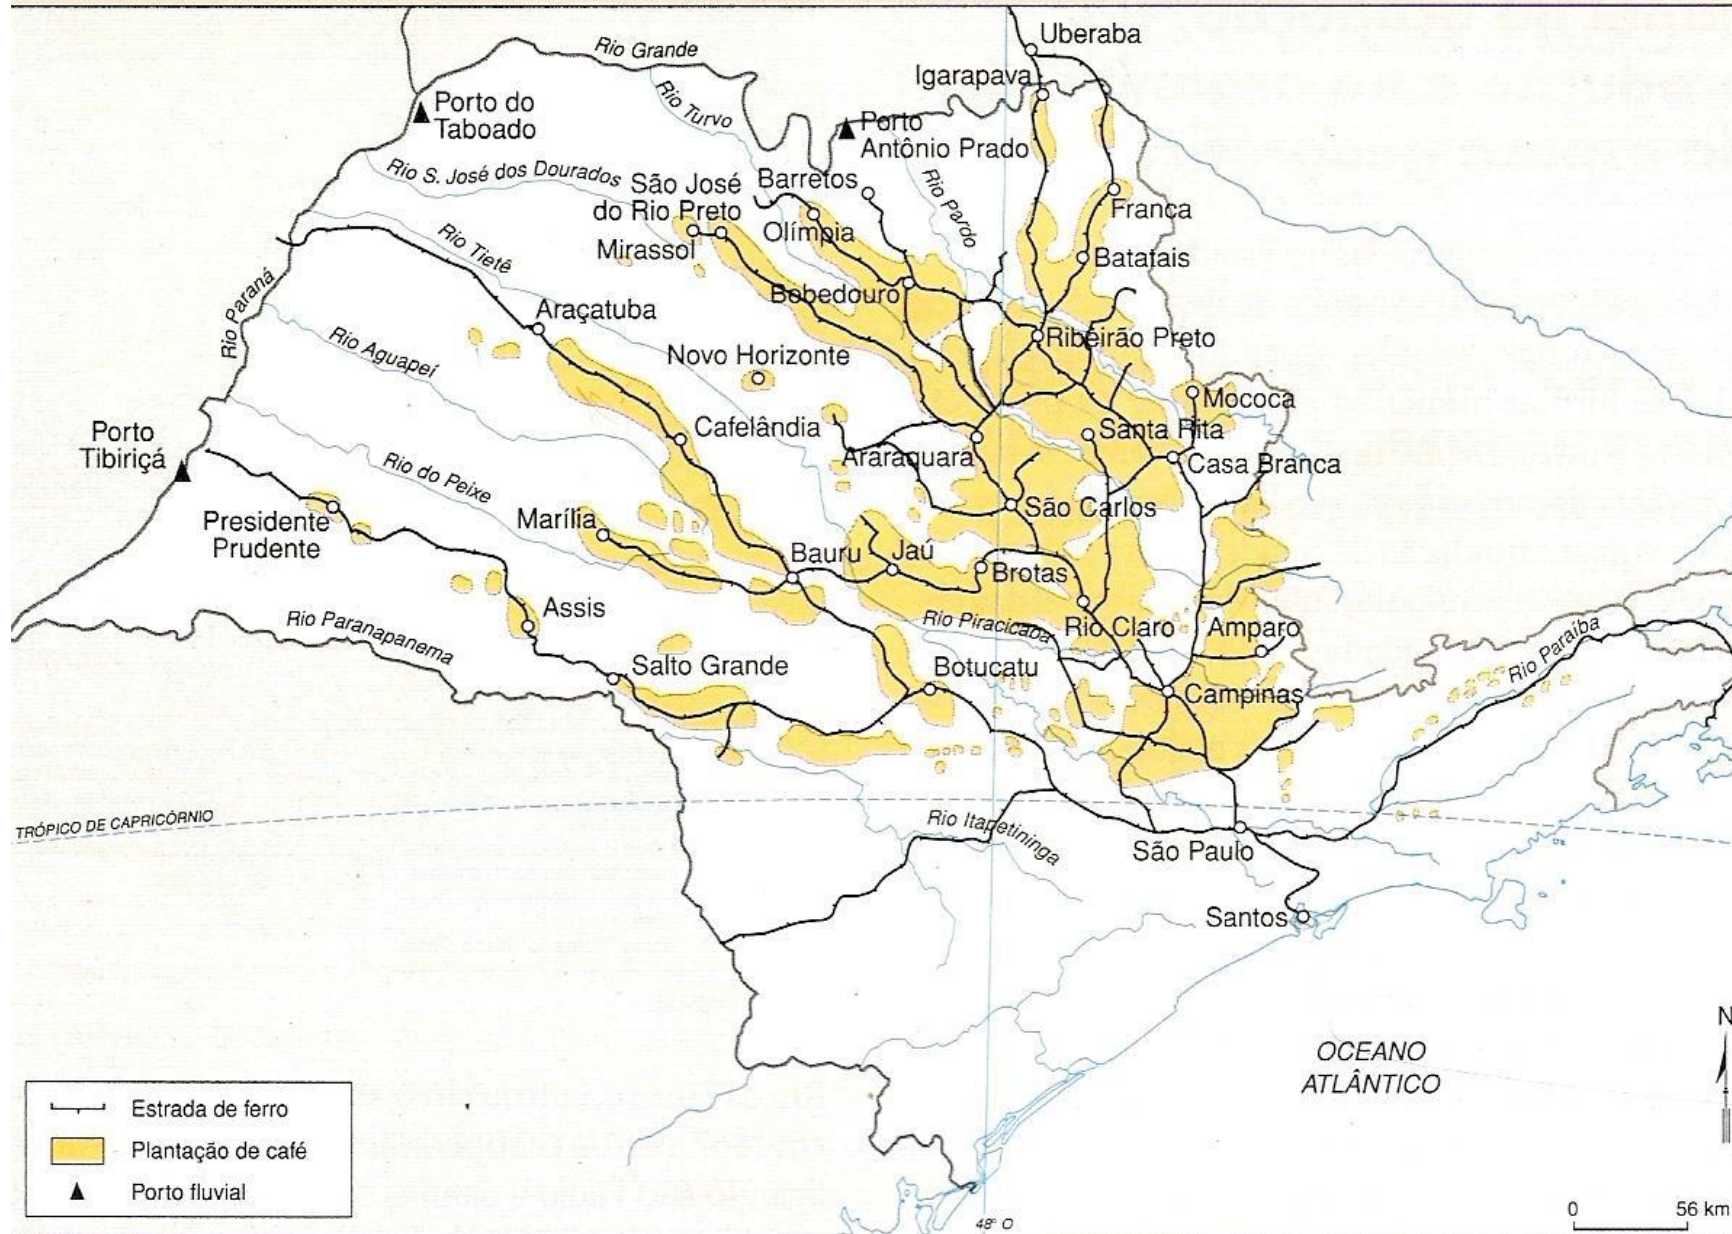 Uberaba
Rio Grande
Igarapava
Porto do
Taboado
Rio Turvo
Porto
Antônio Prado
Rio S. José dos Dourados
São José
do Rio Preto
Barretos
Rio Pardo
Franca
Olímpia
Mirassol
Rio Tietê
Batatais
Rio Paraná
Bobedouro
Araçatuba
Ribeirão Preto
Rio Aguapeí
Novo Horizonte
Mococa
Cafelândia
Santa Rita
Porto
Tibiriçá
Araraquara
Casa Branca
Rio do Peixe
São Carlos
Presidente
Prudente
Marília
Bauru
Jaú
Brotas
Assis
Rio Paranapanema
Rio Piracicaba
Rio Claro
Amparo
Rio Paraíba
Salto Grande
Botucatu
Campinas
TRÓPICO DE CAPRICÓRNIO
Rio Itapetininga
São Paulo
Santos
N
OCEANO
ATLÂNTICO
Estrada de ferro
Plantação de café
Porto fluvial
48° O
0 56 km